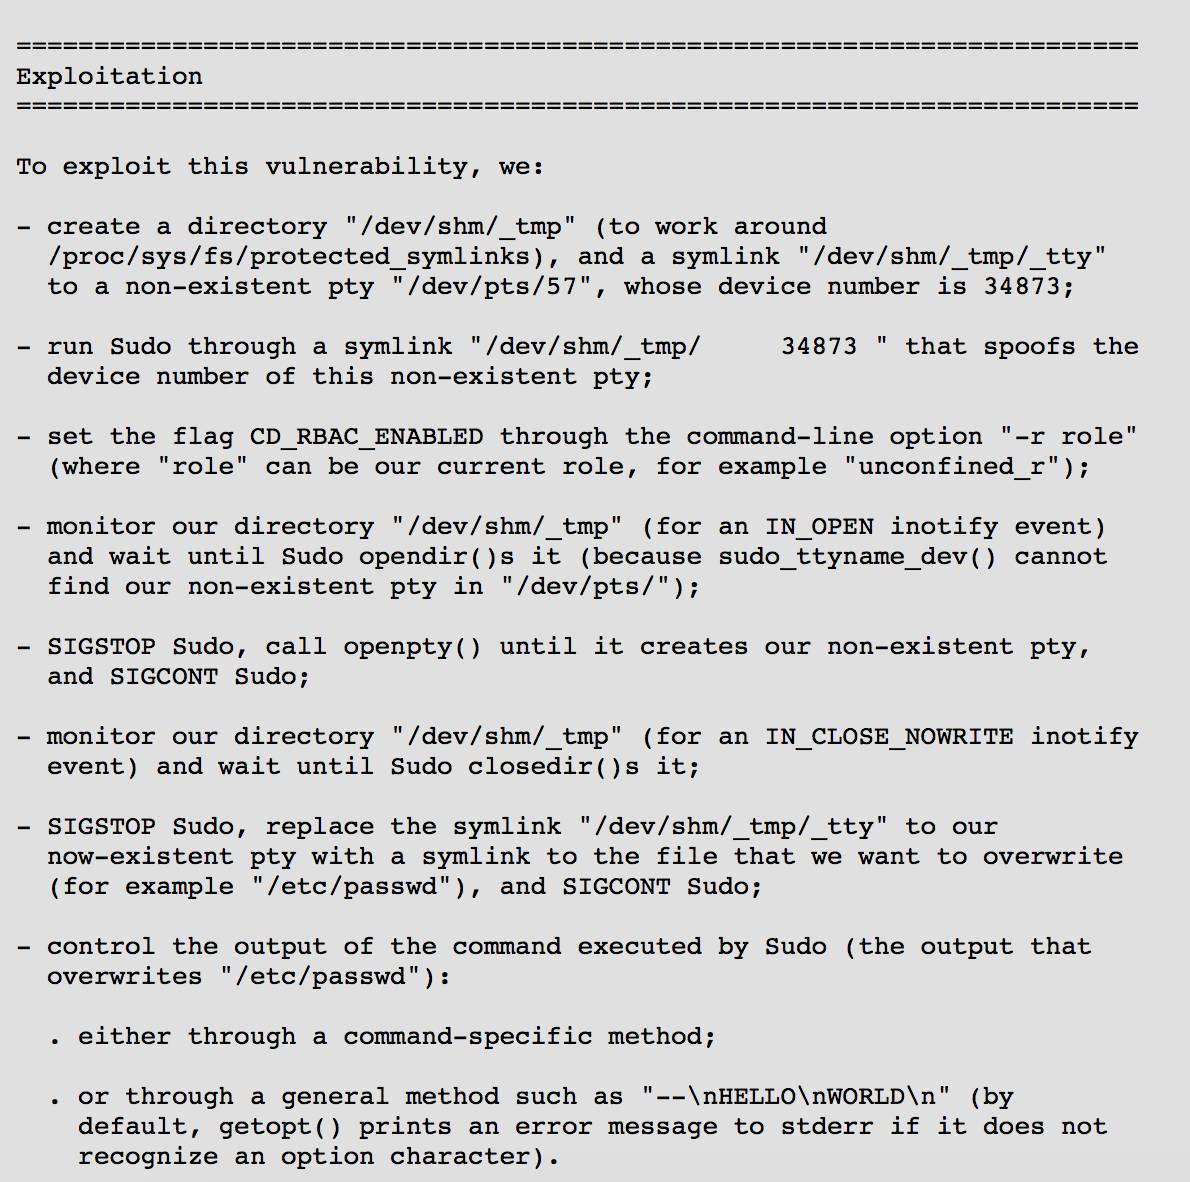 ========================================================================
Exploitation
========================================================================
To exploit this vulnerability, we:
- create a directory "/dev/shm/_tmp" (to work around
/proc/sys/fs/protected_symlinks), and a symlink "/dev/shm/_tmp/_tty"
to a non-existent pty "/dev/pts/57", whose device number is 34873;
- run Sudo through a symlink "/dev/shm/_tmp/     34873 " that spoofs the
device number of this non-existent pty;
- set the flag CD_RBAC_ENABLED through the command-line option "-r role"
(where "role" can be our current role, for example "unconfined_r");
- monitor our directory "/dev/shm/_tmp" (for an IN_OPEN inotify event)
and wait until Sudo opendir()s it (because sudo_ttyname_dev() cannot
find our non-existent pty in "/dev/pts/");
- SIGSTOP Sudo, call openpty() until it creates our non-existent pty,
and SIGCONT Sudo;
- monitor our directory "/dev/shm/_tmp" (for an IN_CLOSE_NOWRITE inotify
event) and wait until Sudo closedir()s it;
- SIGSTOP Sudo, replace the symlink "/dev/shm/_tmp/_tty" to our
now-existent pty with a symlink to the file that we want to overwrite
(for example "/etc/passwd"), and SIGCONT Sudo;
- control the output of the command executed by Sudo (the output that
overwrites "/etc/passwd"):
. either through a command-specific method;
. or through a general method such as "--\nHELLO\nWORLD\n" (by
default, getopt() prints an error message to stderr if it does not
recognize an option character).